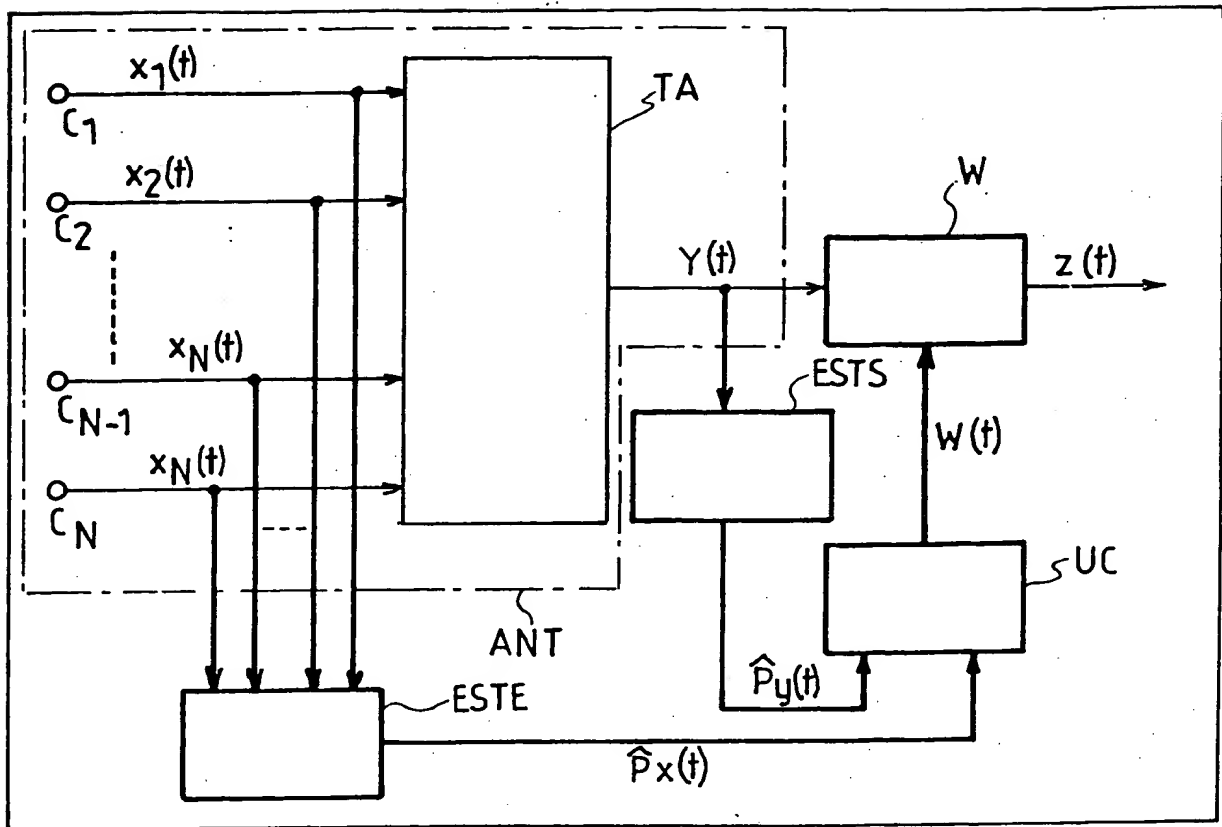 x1(t)
C1
TA
x2(t)
C2
W
Y(t)
z(t)
xN(t)
CN-1
ESTS
W(t)
xN(t)
CN
UC
ANT
P̂y(t)
ESTE
P̂x(t)